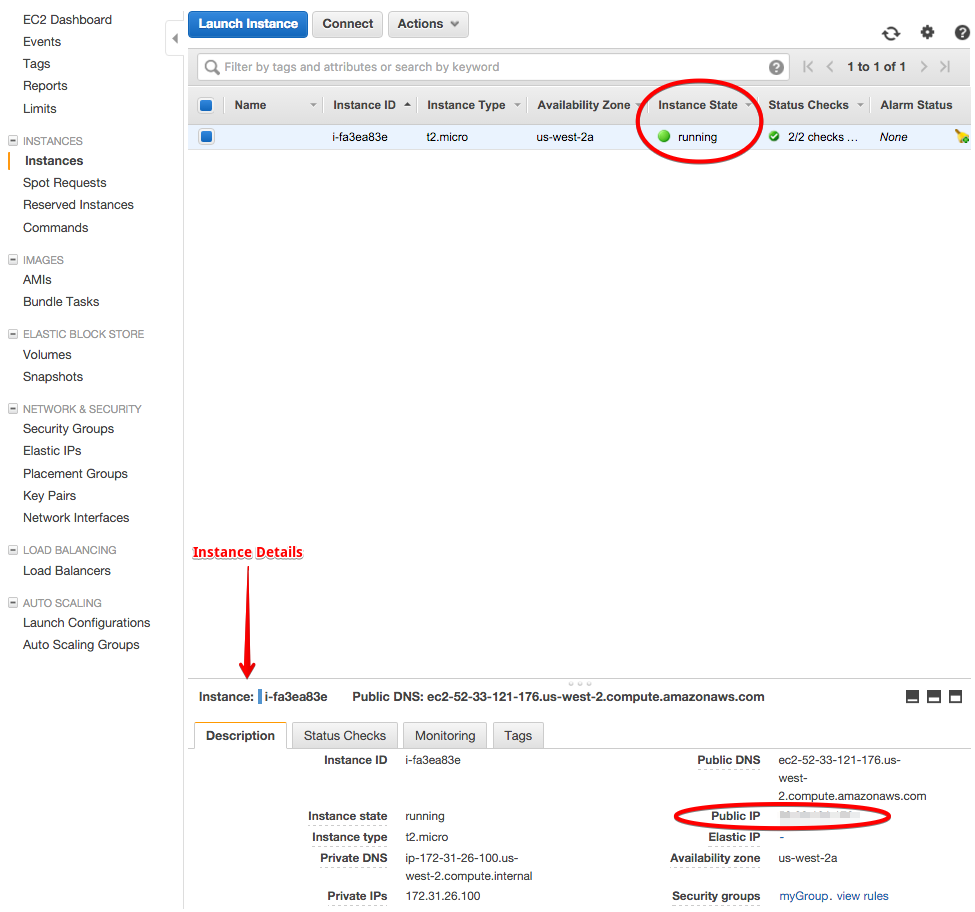 EC2 Dashboard
Events
Tags
Reports
Limits
INSTANCES
Instances
Spot Requests
Reserved Instances
Commands
IMAGES
AMIs
Bundle Tasks
ELASTIC BLOCK STORE
Volumes
Snapshots
NETWORK & SECURITY
Security Groups
Elastic IPs
Placement Groups
Key Pairs
Network Interfaces
LOAD BALANCING
Load Balancers
AUTO SCALING
Launch Configurations
Auto Scaling Groups
Launch Instance Connect Actions
Filter by tags and attributes or search by keyword 1 to 1 of 1
Name Instance ID Instance Type Availability Zone Instance State Status Checks Alarm Status
i-fa3ea83e t2.micro us-west-2a running 2/2 checks ... None
Instance Details
Instance: i-fa3ea83e Public DNS: ec2-52-33-121-176.us-west-2.compute.amazonaws.com
Description Status Checks Monitoring Tags
Instance ID i-fa3ea83e Public DNS ec2-52-33-121-176.us-
west-
2.compute.amazonaws.com
Instance state running Public IP
Instance type t2.micro Elastic IP -
Private DNS ip-172-31-26-100.us- Availability zone us-west-2a
west-2.compute.internal
Private IPs 172.31.26.100 Security groups myGroup. view rules